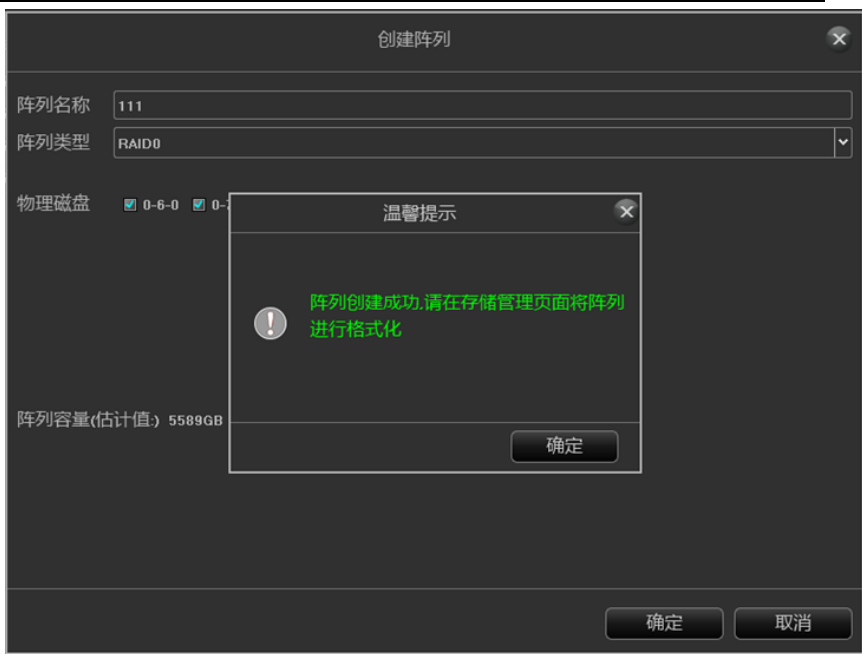 创建阵列
阵列名称 111
阵列类型 RAID0
物理磁盘 0-6-0
温馨提示
阵列创建成功,请在存储管理页面将阵列
进行格式化
阵列容量(估计值:) 5589GB
确定
确定 取消